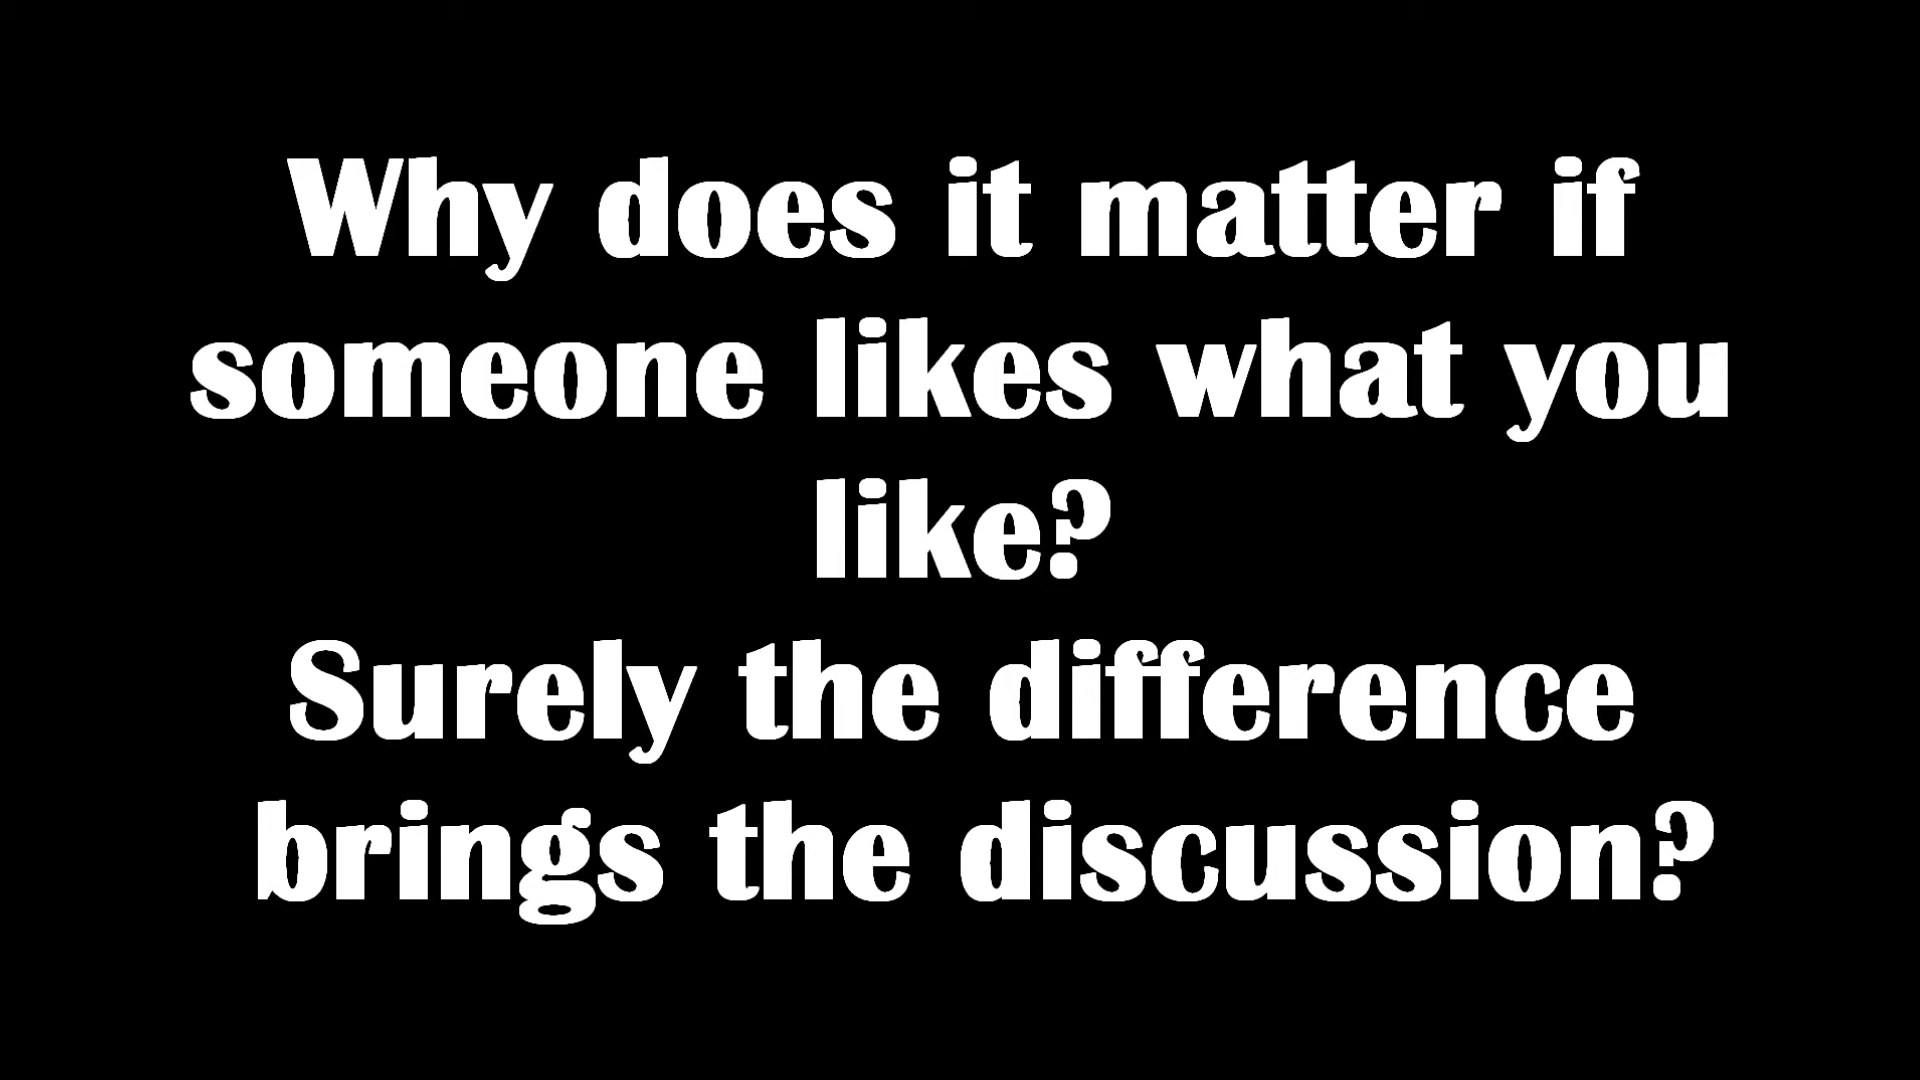 Why does it matter if
someone likes what you
like?
Surely the difference
brings the discussion?